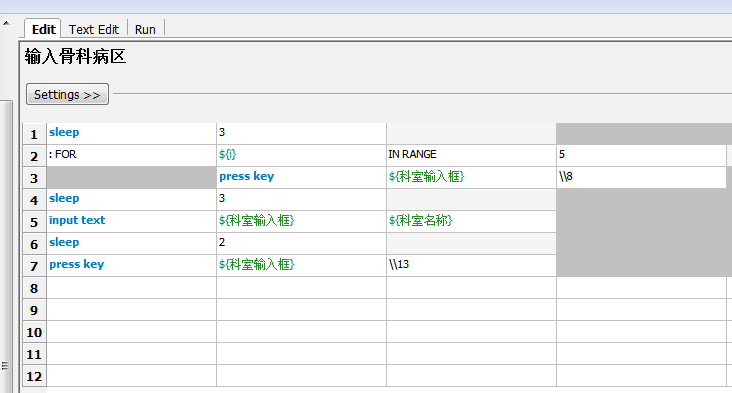 Edit Text Edit Run
输入骨科病区
Settings >>
1 sleep 3
2 : FOR ${i} IN RANGE 5
3 press key ${科室输入框} \\8
4 sleep 3
5 input text ${科室输入框} ${科室名称}
6 sleep 2
7 press key ${科室输入框} \\13
8
9
10
11
12